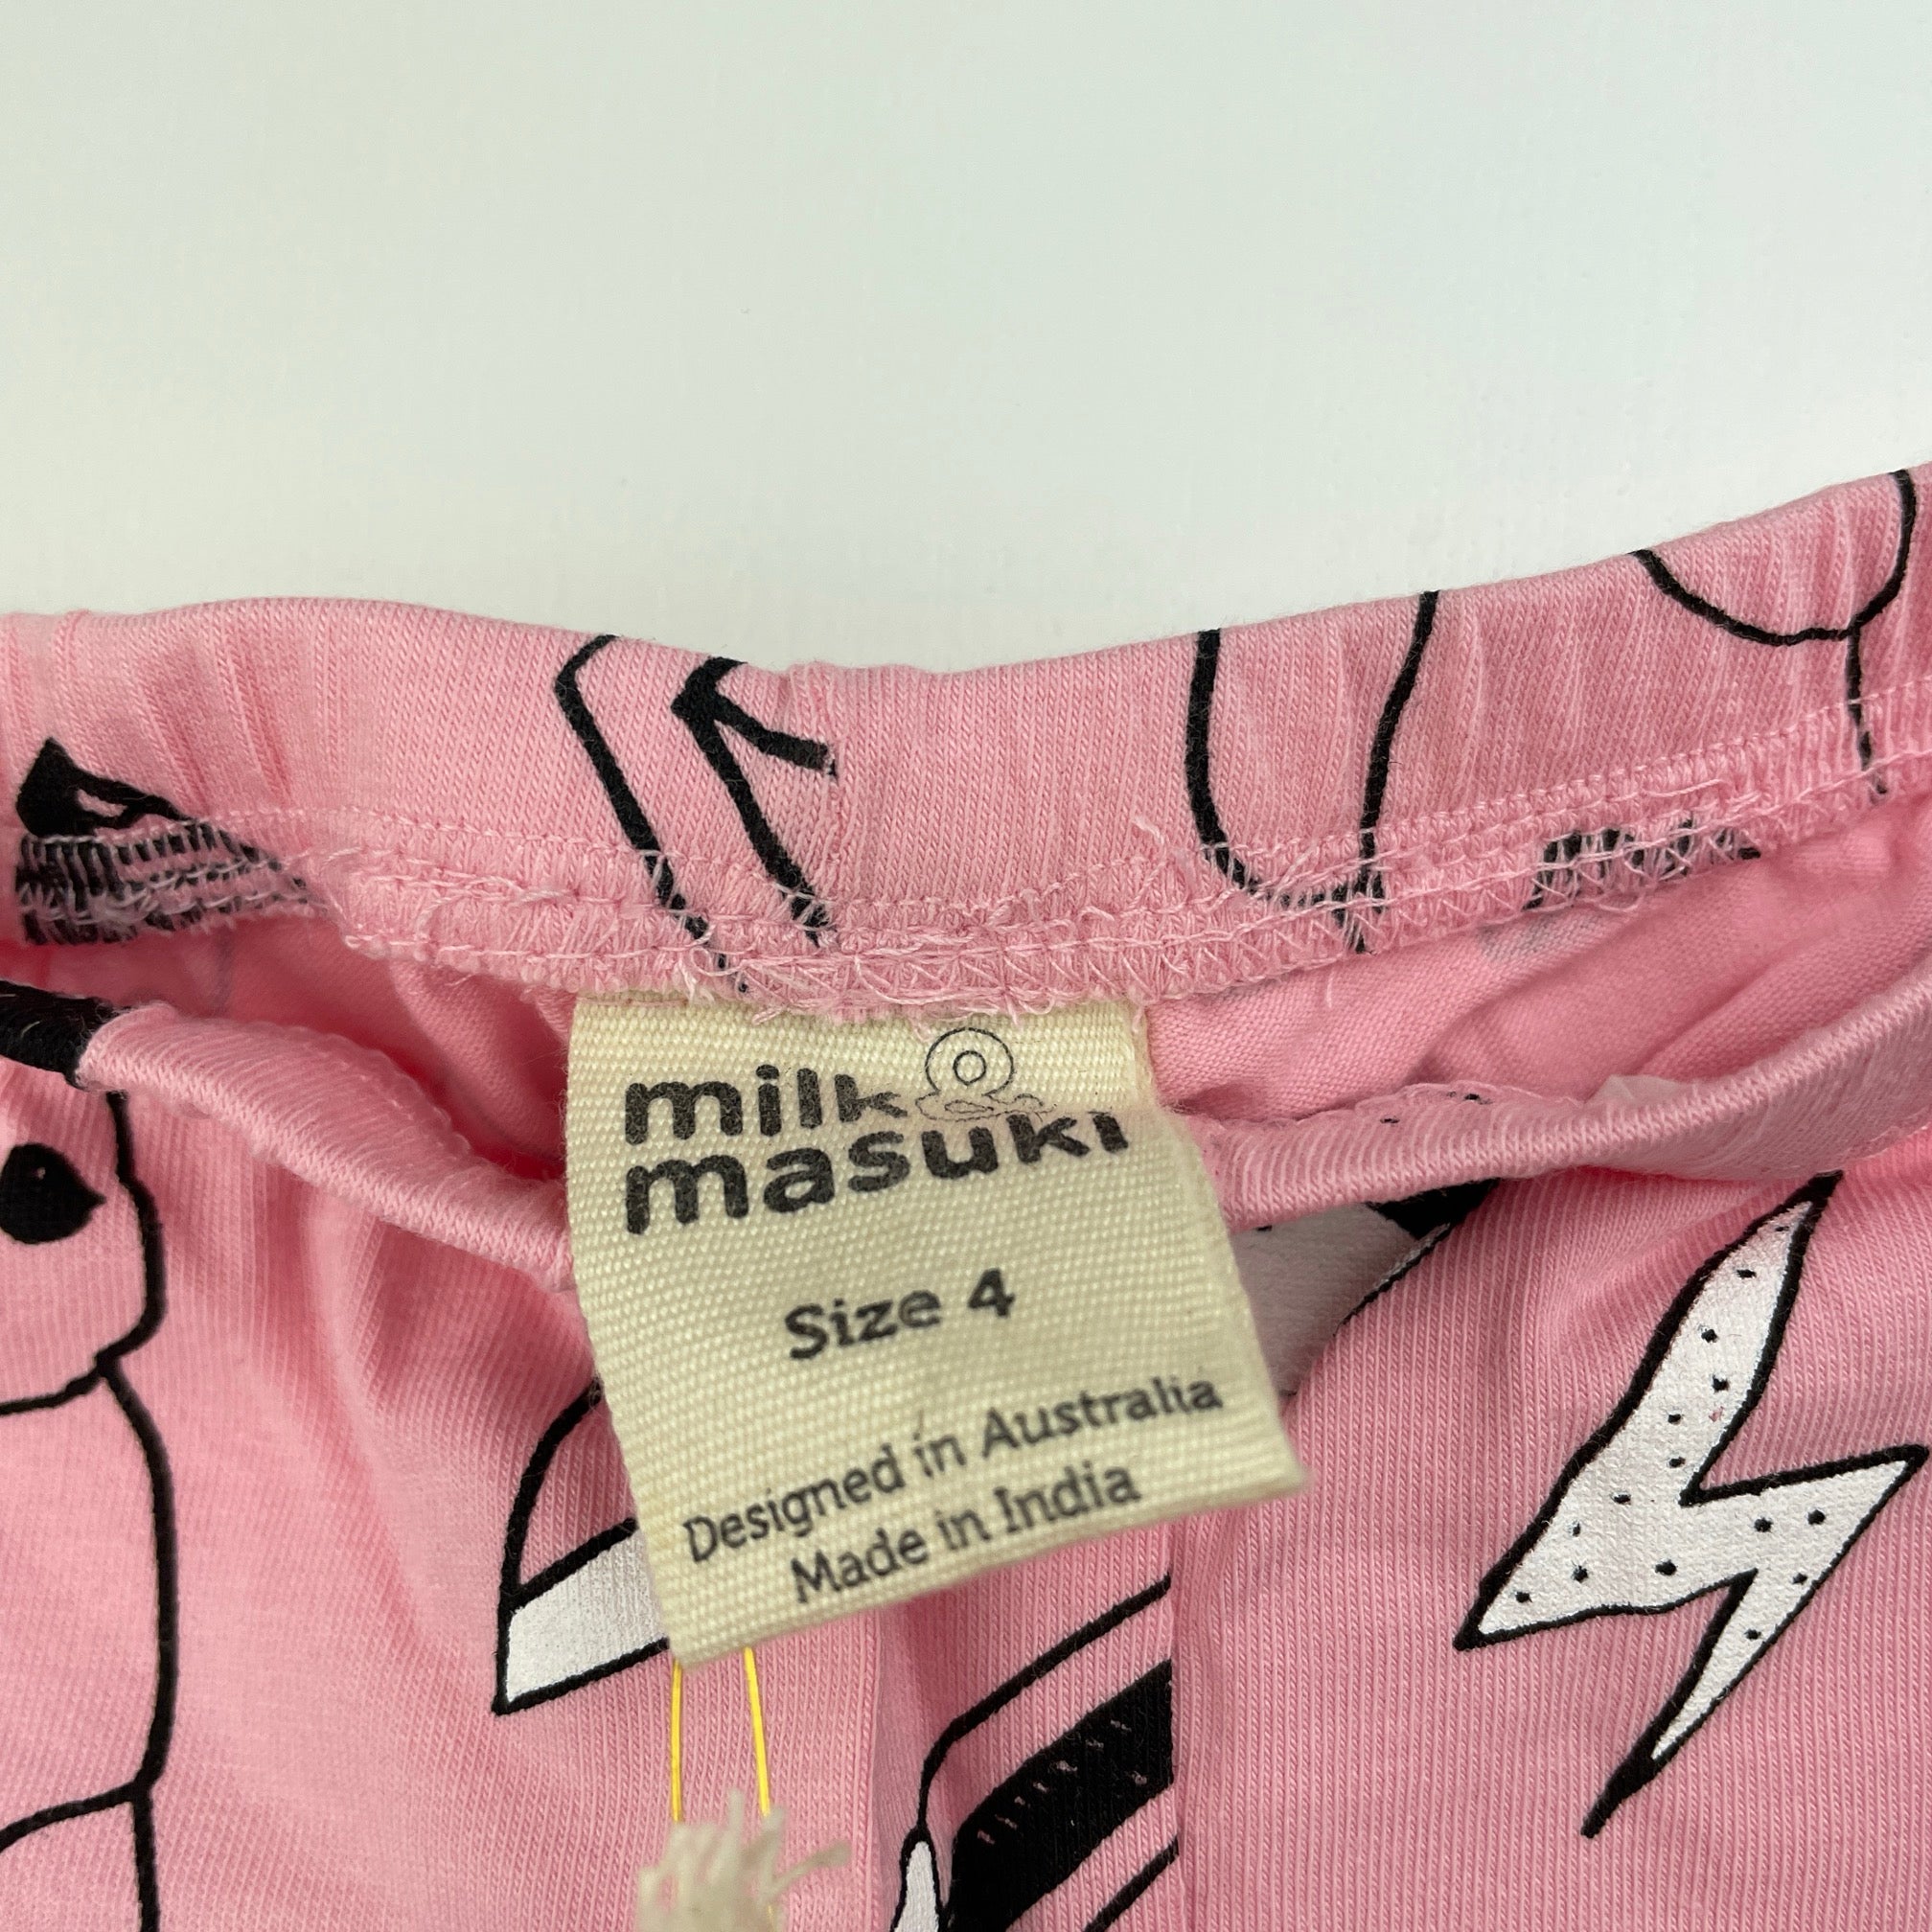 milk
masuki
Size 4
Designed in Australia
Made in India